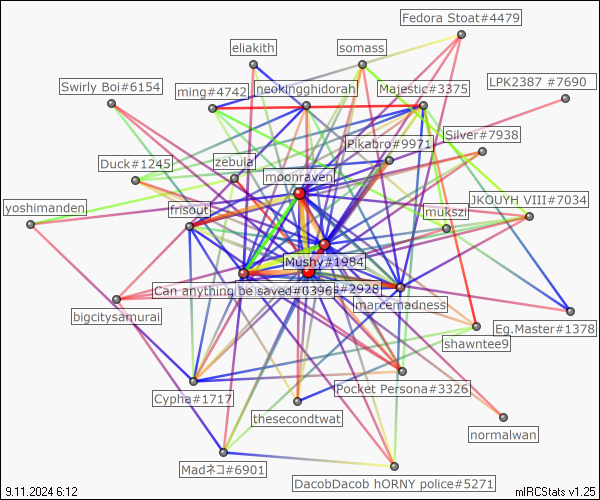 Fedora Stoat#4479
eliakith
somass
Swirly Boi#6154
ming#4742
neokingghidorah
Majestic#3375
LPK2387 #7690
Pikabro#9971
Silver#7938
Duck#1245
zebula
moonraven
yoshimanden
frisout
mukszi
JKOUYH VIII#7034
Mushy#1984
Can anything be saved#0396
s#2928
marcemadness
bigcitysamurai
Eg.Master#1378
shawntee9
Pocket Persona#3326
Cypha#1717
thesecondtwat
normalwan
Madネコ#6901
DacobDacob hORNY police#5271
9.11.2024 6:12
mIRCStats v1.25